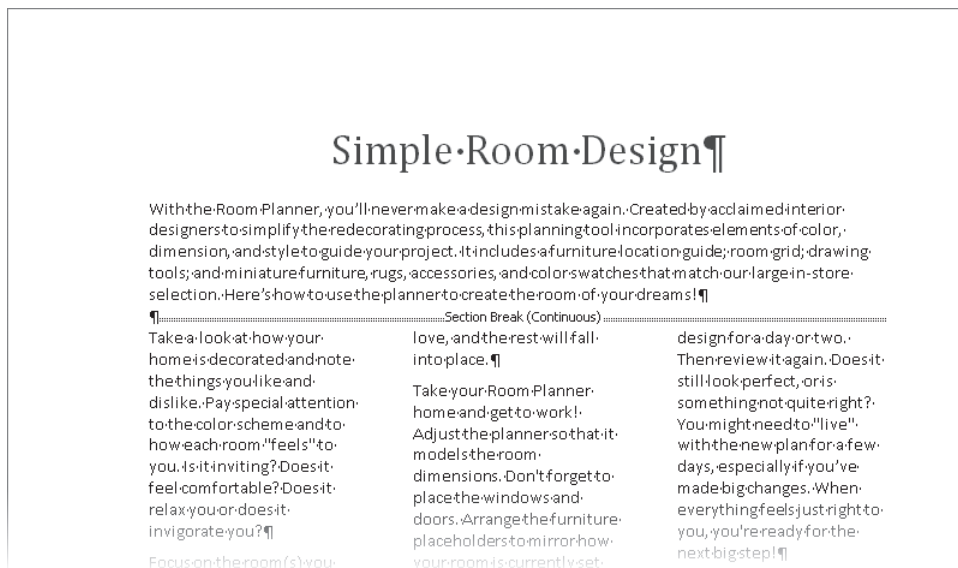 Simple·Room·Design¶
With·the·Room·Planner,·you’ll·never·make·a·design·mistake·again.·Created·by·acclaimed·interior·
designers·to·simplify·the·redecorating·process,·this·planning·tool·incorporates·elements·of·color,·
dimension,·and·style·to·guide·your·project.·It·includes·a·furniture·location·guide;·room·grid;·drawing·
tools;·and·miniature·furniture,·rugs,·accessories,·and·color·swatches·that·match·our·large·in-store·
selection.·Here’s·how·to·use·the·planner·to·create·the·room·of·your·dreams!¶
¶Section Break (Continuous)
Take·a·look·at·how·your·
home·is·decorated·and·note·
the·things·you·like·and·
dislike.·Pay·special·attention·
to·the·color·scheme·and·to·
how·each·room·"feels"·to·
you.·Is·it·inviting?·Does·it·
feel·comfortable?·Does·it·
relax·you·or·does·it·
invigorate·you?¶
Focus·on·the·room(s)·you·
love,·and·the·rest·will·fall·
into·place.¶
Take·your·Room·Planner·
home·and·get·to·work!·
Adjust·the·planner·so·that·it·
models·the·room·
dimensions.·Don't·forget·to·
place·the·windows·and·
doors.·Arrange·the·furniture·
placeholders·to·mirror·how·
your·room·is·currently·set·
design·for·a·day·or·two.·
Then·review·it·again.·Does·it·
still·look·perfect,·or·is·
something·not·quite·right?·
You·might·need·to·"live"·
with·the·new·plan·for·a·few·
days,·especially·if·you’ve·
made·big·changes.·When·
everything·feels·just·right·to·
you,·you're·ready·for·the·
next·big·step!¶